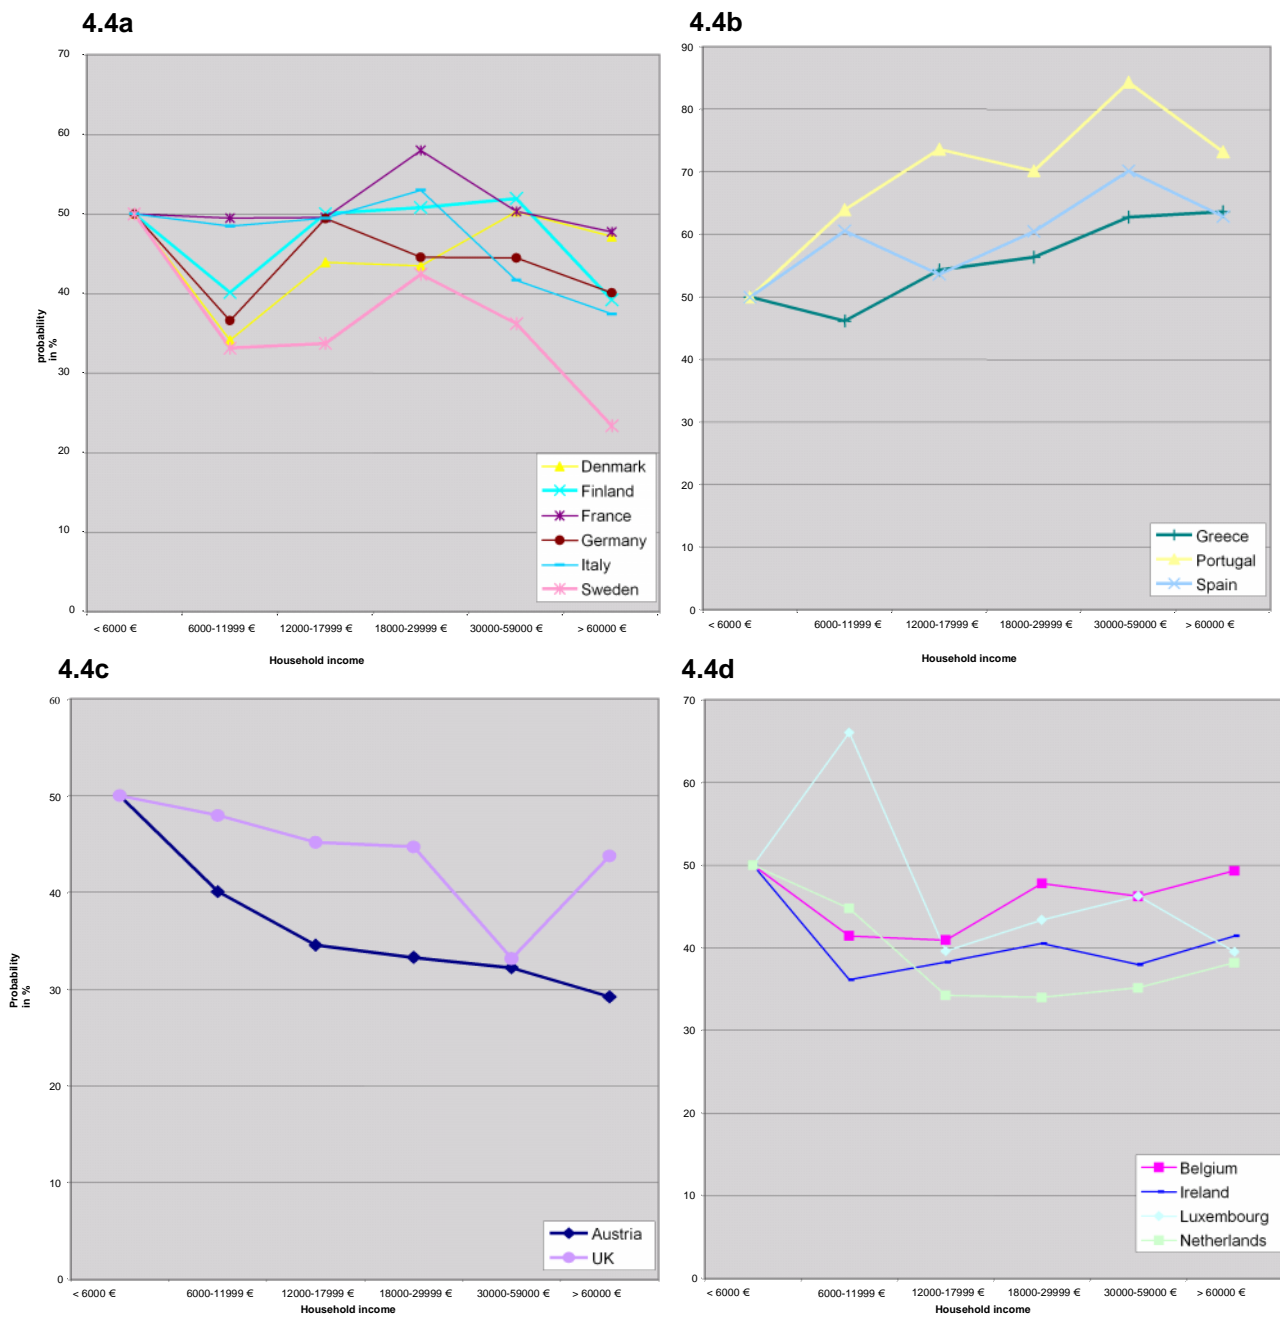 4.4a
70
60
50
40
30
20
10
0
probability
in %
< 6000 €
6000-11999 €
12000-17999 €
18000-29999 €
30000-59000 €
> 60000 €
Household income
Denmark
Finland
France
Germany
Italy
Sweden
4.4b
90
80
70
60
50
40
30
20
10
0
< 6000 €
6000-11999 €
12000-17999 €
18000-29999 €
30000-59000 €
> 60000 €
Household income
Greece
Portugal
Spain
4.4c
60
50
40
30
20
10
0
Probability
in %
< 6000 €
6000-11999 €
12000-17999 €
18000-29999 €
30000-59000 €
> 60000 €
Household income
Austria
UK
4.4d
70
60
50
40
30
20
10
0
< 6000 €
6000-11999 €
12000-17999 €
18000-29999 €
30000-59000 €
> 60000 €
Household income
Belgium
Ireland
Luxembourg
Netherlands